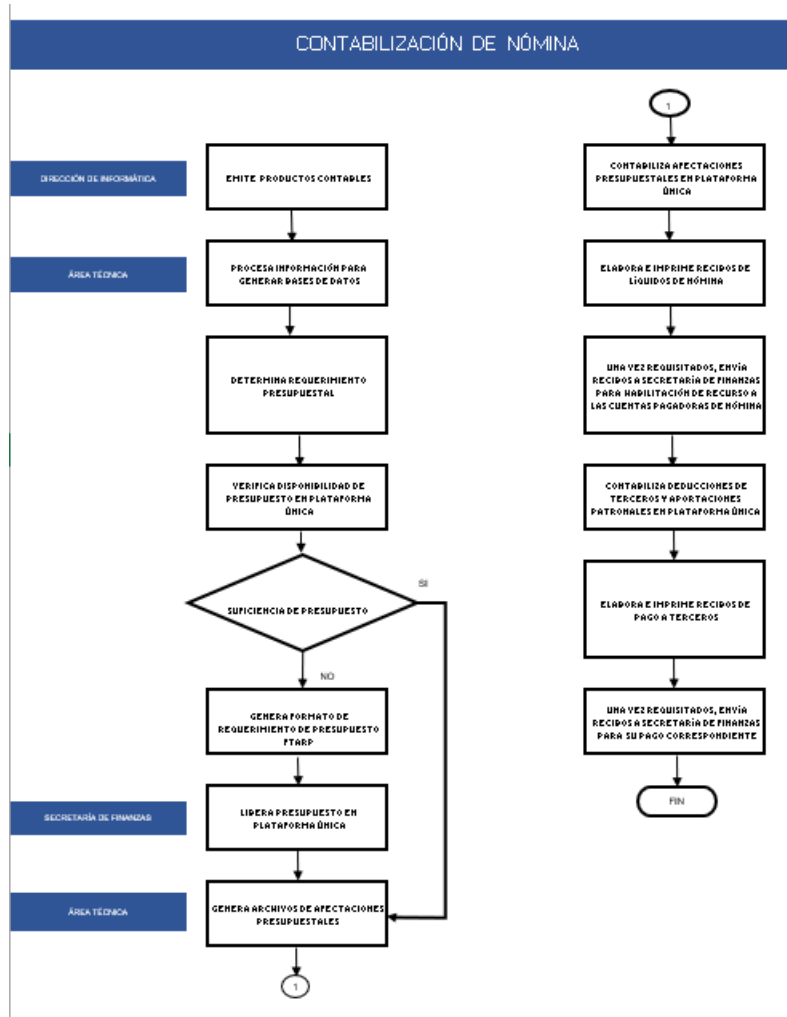 CONTABILIZACIÓN DE NÓMINA
DIRECCIÓN DE INFORMÁTICA
EMITE PRODUCTOS CONTABLES
ÁREA TÉCNICA
PROCESA INFORMACIÓN PARA
GENERAR BASES DE DATOS
DETERMINA REQUERIMIENTO
PRESUPUESTAL
VERIFICA DISPONIBILIDAD DE
PRESUPUESTO EN PLATAFORMA
ÚNICA
SUFICIENCIA DE PRESUPUESTO
SI
NO
GENERA FORMATO DE
REQUERIMIENTO DE PRESUPUESTO
FTARP
SECRETARÍA DE FINANZAS
LIBERA PRESUPUESTO EN
PLATAFORMA ÚNICA
ÁREA TÉCNICA
GENERA ARCHIVOS DE AFECTACIONES
PRESUPUESTALES
1
1
CONTABILIZA AFECTACIONES
PRESUPUESTALES EN PLATAFORMA
ÚNICA
ELABORA E IMPRIME RECIBOS DE
LÍQUIDOS DE NÓMINA
UNA VEZ REQUISITADOS, ENVÍA
RECIBOS A SECRETARÍA DE FINANZAS
PARA HABILITACIÓN DE RECURSO A
LAS CUENTAS PAGADORAS DE NÓMINA
CONTABILIZA DEDUCCIONES DE
TERCEROS Y APORTACIONES
PATRONALES EN PLATAFORMA ÚNICA
ELABORA E IMPRIME RECIBOS DE
PAGO A TERCEROS
UNA VEZ REQUISITADOS, ENVÍA
RECIBOS A SECRETARÍA DE FINANZAS
PARA SU PAGO CORRESPONDIENTE
FIN